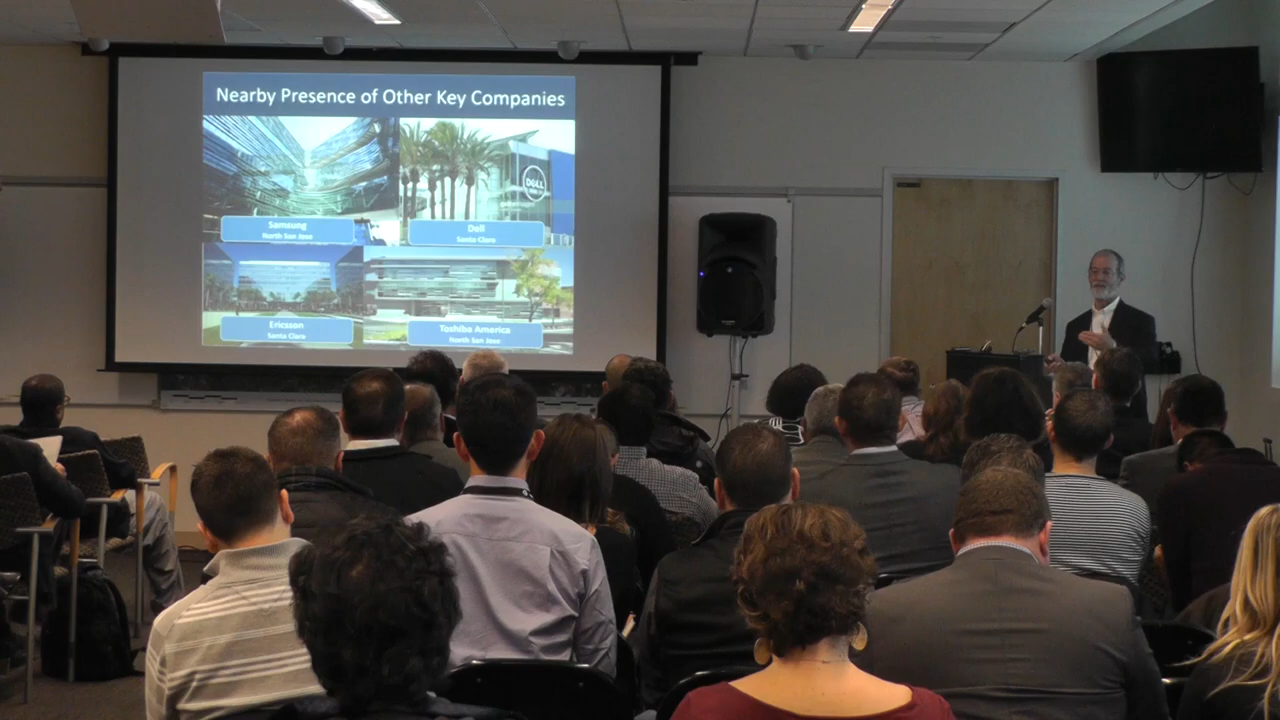 Nearby Presence of Other Key Companies
DELL
Samsung
North San Jose
Dell
Santa Clara
Ericsson
Santa Clara
Toshiba America
North San Jose